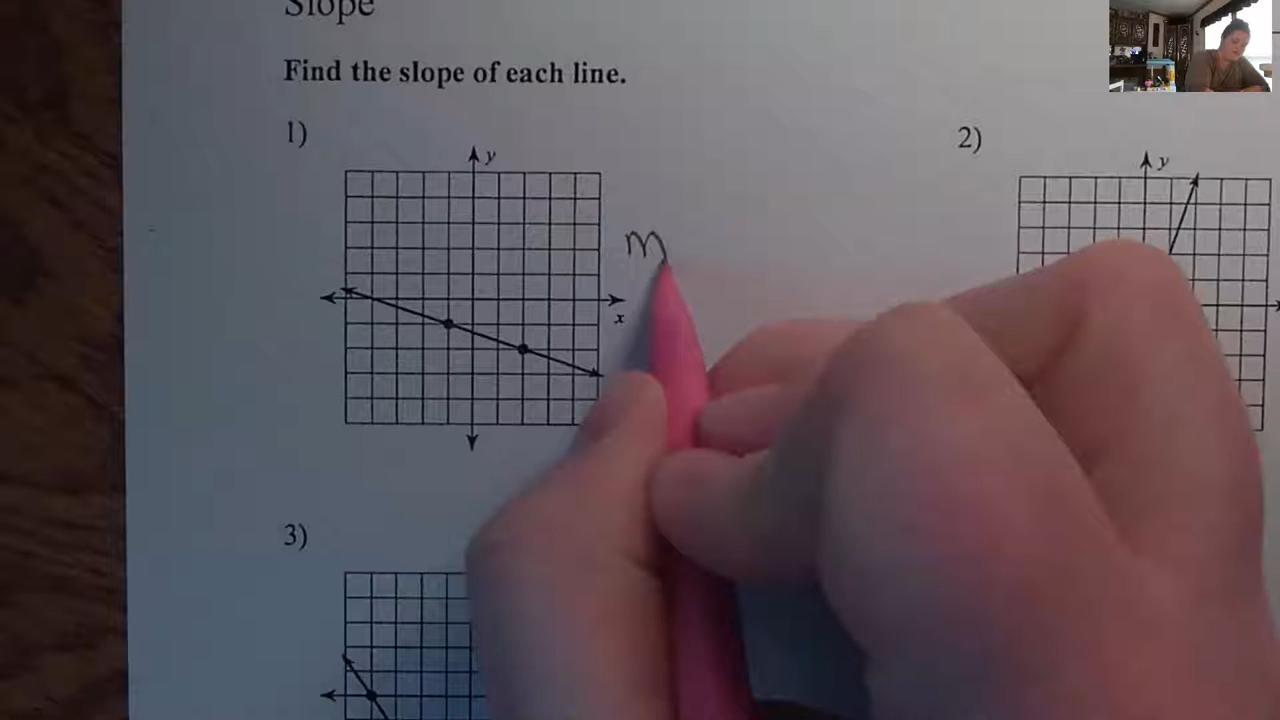 Slope
Find the slope of each line.
1)
y
x
m
2)
y
3)